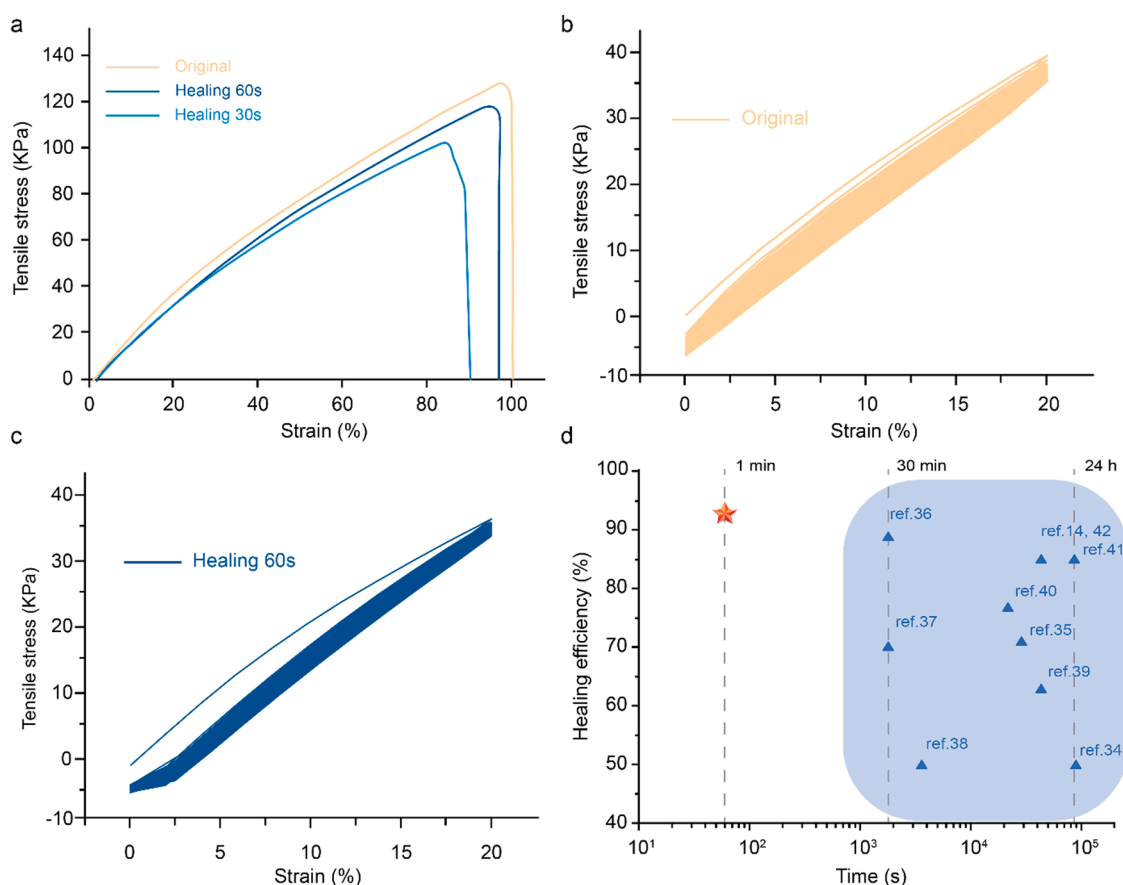 a
Original
Healing 60s
Healing 30s
140
120
100
80
60
40
20
0
0
20
40
60
80
100
Tensile stress (KPa)
Strain (%)
b
Original
40
30
20
10
0
-10
0
5
10
15
20
Tensile stress (KPa)
Strain (%)
c
Healing 60s
40
30
20
10
0
-10
0
5
10
15
20
Tensile stress (KPa)
Strain (%)
d
1 min
30 min
24 h
100
90
80
70
60
50
40
ref.36
ref.14, 42
ref.41
ref.40
ref.37
ref.35
ref.39
ref.38
ref.34
10¹
10²
10³
10⁴
10⁵
Healing efficiency (%)
Time (s)